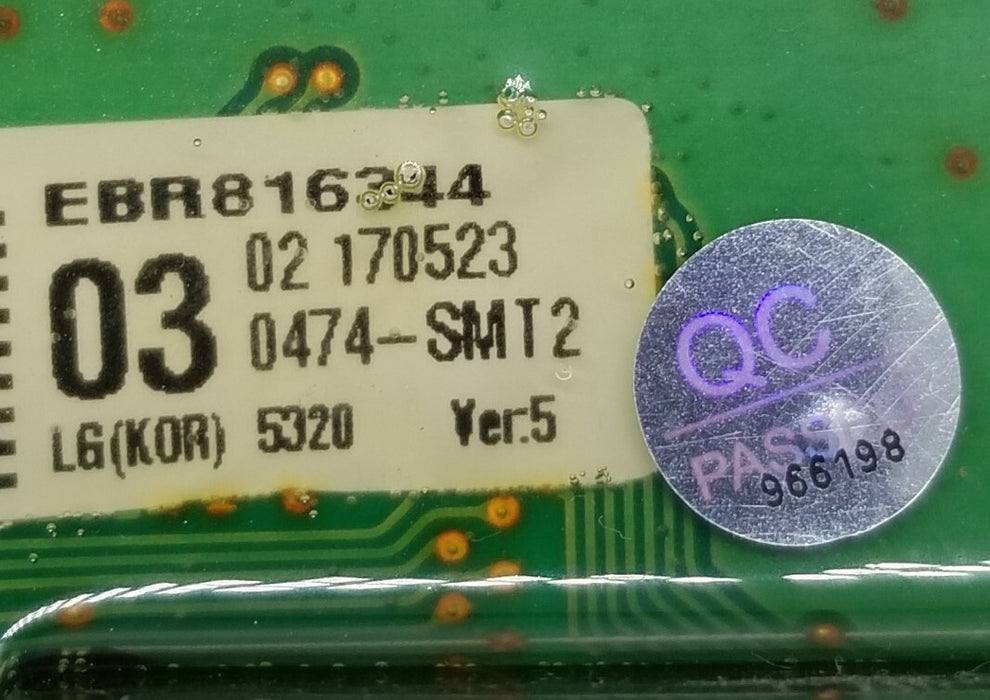 EBR816344
03
02 170523
0474-SMT2
LG(KOR) 5320 Ver.5
QC
PASS
966198